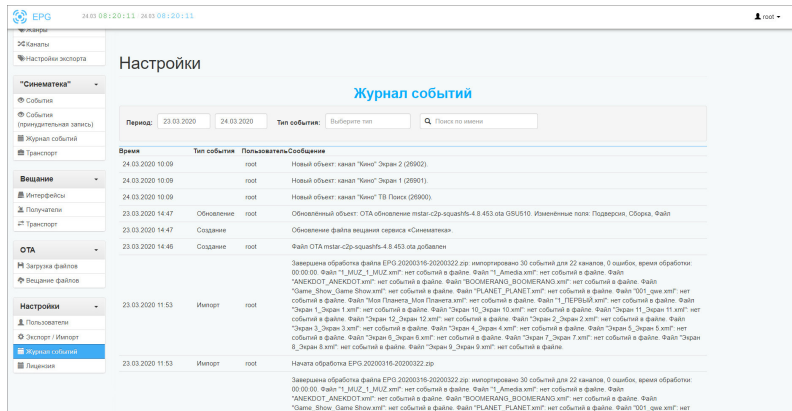 EPG
24.03 08:20:11 24.03 08:20:11
root
Жанры
Каналы
Настройки экспорта
"Синематека"
События
События
(принудительная запись)
Журнал событий
Транспорт
Вещание
Интерфейсы
Получатели
Транспорт
OTA
Загрузка файлов
Вещание файлов
Настройки
Пользователи
Экспорт / Импорт
Журнал событий
Лицензия
Настройки
Журнал событий
Период: 23.03.2020 24.03.2020 Тип события: Выберите тип Поиск по имени
Время Тип события Пользователь Сообщение
24.03.2020 10:09 root Новый объект: канал "Кино" Экран 2 (26902).
24.03.2020 10:09 root Новый объект: канал "Кино" Экран 1 (26901).
24.03.2020 10:09 root Новый объект: канал "Кино" ТВ Поиск (26900).
23.03.2020 14:47 Обновление root Обновлённый объект: OTA обновление mstar-c2p-squashfs-4.8.453.ota GSU510. Изменённые поля: Подверсия, Сборка, Файл
23.03.2020 14:47 Создание Обновление файла вещания сервиса «Синематека».
23.03.2020 14:46 Создание root Файл OTA mstar-c2p-squashfs-4.8.453.ota добавлен
23.03.2020 11:53 Импорт root Завершена обработка файла EPG.20200316-20200322.zip: импортировано 30 событий для 22 каналов, 0 ошибок, время обработки:
00:00:00. Файл "1_MUZ_1_MUZ.xml": нет событий в файле. Файл "1_Amedia.xml": нет событий в файле. Файл
"ANEKDOT_ANEKDOT.xml": нет событий в файле. Файл "BOOMERANG_BOOMERANG.xml": нет событий в файле. Файл
"Game_Show_Game Show.xml": нет событий в файле. Файл "PLANET_PLANET.xml": нет событий в файле. Файл "001_qwe.xml": нет
событий в файле. Файл "Моя Планета_Моя Планета.xml": нет событий в файле. Файл "1_ПЕРВЫЙ.xml": нет событий в файле. Файл
"Экран 1_Экран 1.xml": нет событий в файле. Файл "Экран 10_Экран 10.xml": нет событий в файле. Файл "Экран 11_Экран 11.xml": нет
событий в файле. Файл "Экран 12_Экран 12.xml": нет событий в файле. Файл "Экран 2_Экран 2.xml": нет событий в файле. Файл
"Экран 3_Экран 3.xml": нет событий в файле. Файл "Экран 4_Экран 4.xml": нет событий в файле. Файл "Экран 5_Экран 5.xml": нет
событий в файле. Файл "Экран 6_Экран 6.xml": нет событий в файле. Файл "Экран 7_Экран 7.xml": нет событий в файле. Файл "Экран
8_Экран 8.xml": нет событий в файле. Файл "Экран 9_Экран 9.xml": нет событий в файле.
23.03.2020 11:53 Импорт root Начата обработка EPG.20200316-20200322.zip
Завершена обработка файла EPG.20200316-20200322.zip: импортировано 30 событий для 22 каналов, 0 ошибок, время обработки:
00:00:00. Файл "1_MUZ_1_MUZ.xml": нет событий в файле. Файл "1_Amedia.xml": нет событий в файле. Файл
"ANEKDOT_ANEKDOT.xml": нет событий в файле. Файл "BOOMERANG_BOOMERANG.xml": нет событий в файле. Файл
"Game_Show_Game Show.xml": нет событий в файле. Файл "PLANET_PLANET.xml": нет событий в файле. Файл "001_qwe.xml": нет